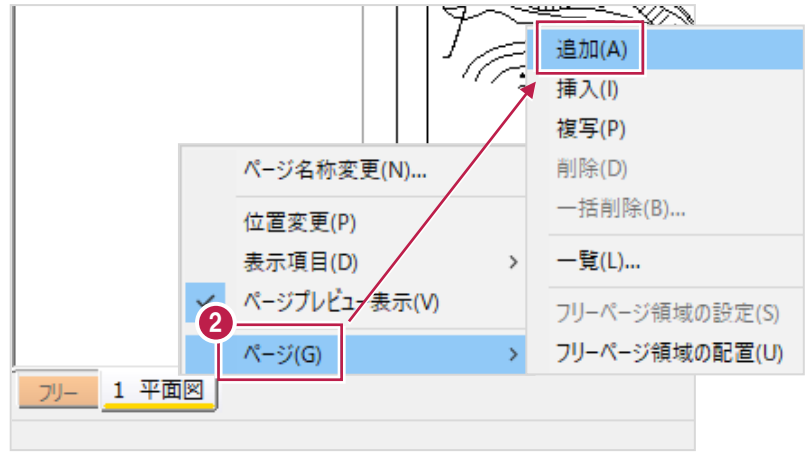 追加(A)
挿入(I)
複写(P)
削除(D)
一括削除(B)...
一覧(L)...
フリーページ領域の設定(S)
フリーページ領域の配置(U)
ページ名称変更(N)...
位置変更(P)
表示項目(D)
ページプレビュー表示(V)
2
ページ(G)
フリー
1 平面図